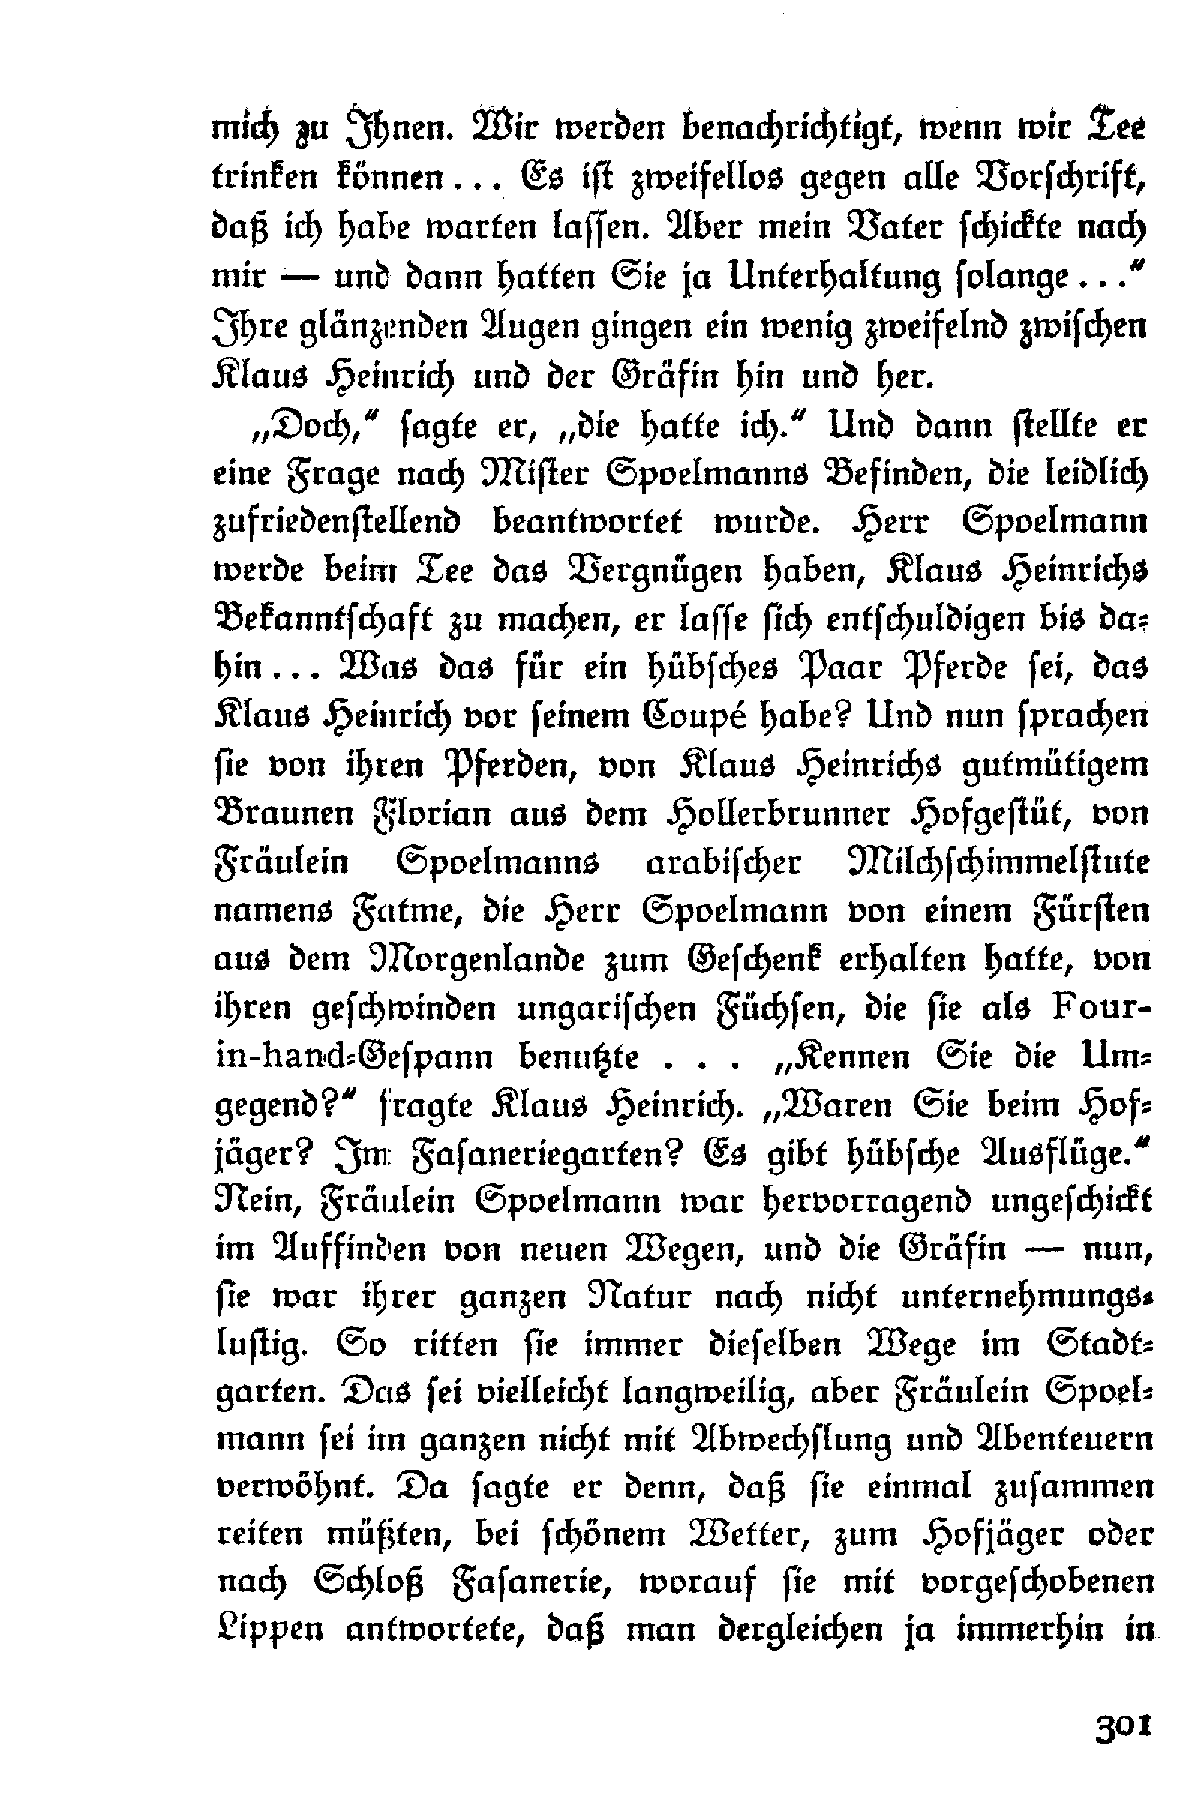 mich zu Ihnen. Wir werden benachrichtigt, wenn wir Tee
trinken können ... Es ist zweifellos gegen alle Vorschrift,
daß ich habe warten lassen. Aber mein Vater schickte nach
mir — und dann hatten Sie ja Unterhaltung solange ...“
Ihre glänzenden Augen gingen ein wenig zweifelnd zwischen
Klaus Heinrich und der Gräfin hin und her.
„Doch,“ sagte er, „die hatte ich.“ Und dann stellte er
eine Frage nach Mister Spoelmanns Befinden, die leidlich
zufriedenstellend beantwortet wurde. Herr Spoelmann
werde beim Tee das Vergnügen haben, Klaus Heinrichs
Bekanntschaft zu machen, er lasse sich entschuldigen bis da-
hin ... Was das für ein hübsches Paar Pferde sei, das
Klaus Heinrich vor seinem Coupé habe? Und nun sprachen
sie von ihren Pferden, von Klaus Heinrichs gutmütigem
Braunen Florian aus dem Hollerbrunner Hofgestüt, von
Fräulein Spoelmanns arabischer Milchschimmelstute
namens Fatme, die Herr Spoelmann von einem Fürsten
aus dem Morgenlande zum Geschenk erhalten hatte, von
ihren geschwinden ungarischen Füchsen, die sie als Four-
in-hand-Gespann benutzte . . . „Kennen Sie die Um-
gegend?“ fragte Klaus Heinrich. „Waren Sie beim Hof-
jäger? Im Fasaneriegarten? Es gibt hübsche Ausflüge.“
Nein, Fräulein Spoelmann war hervorragend ungeschickt
im Auffinden von neuen Wegen, und die Gräfin — nun,
sie war ihrer ganzen Natur nach nicht unternehmungs-
lustig. So ritten sie immer dieselben Wege im Stadt-
garten. Das sei vielleicht langweilig, aber Fräulein Spoel-
mann sei im ganzen nicht mit Abwechslung und Abenteuern
verwöhnt. Da sagte er denn, daß sie einmal zusammen
reiten müßten, bei schönem Wetter, zum Hofjäger oder
nach Schloß Fasanerie, worauf sie mit vorgeschobenen
Lippen antwortete, daß man dergleichen ja immerhin in
301